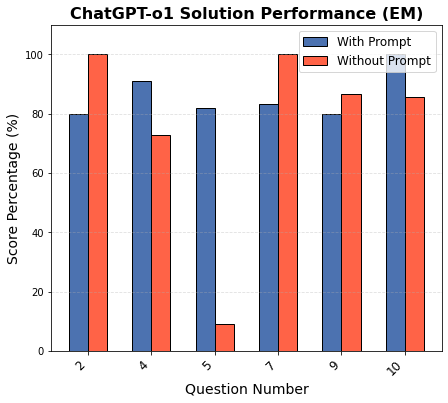 ChatGPT-o1 Solution Performance (EM)
With Prompt
Without Prompt
Score Percentage (%)
100
80
60
40
20
0
2
4
5
7
9
10
Question Number